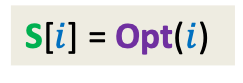 S[i] = Opt(i)